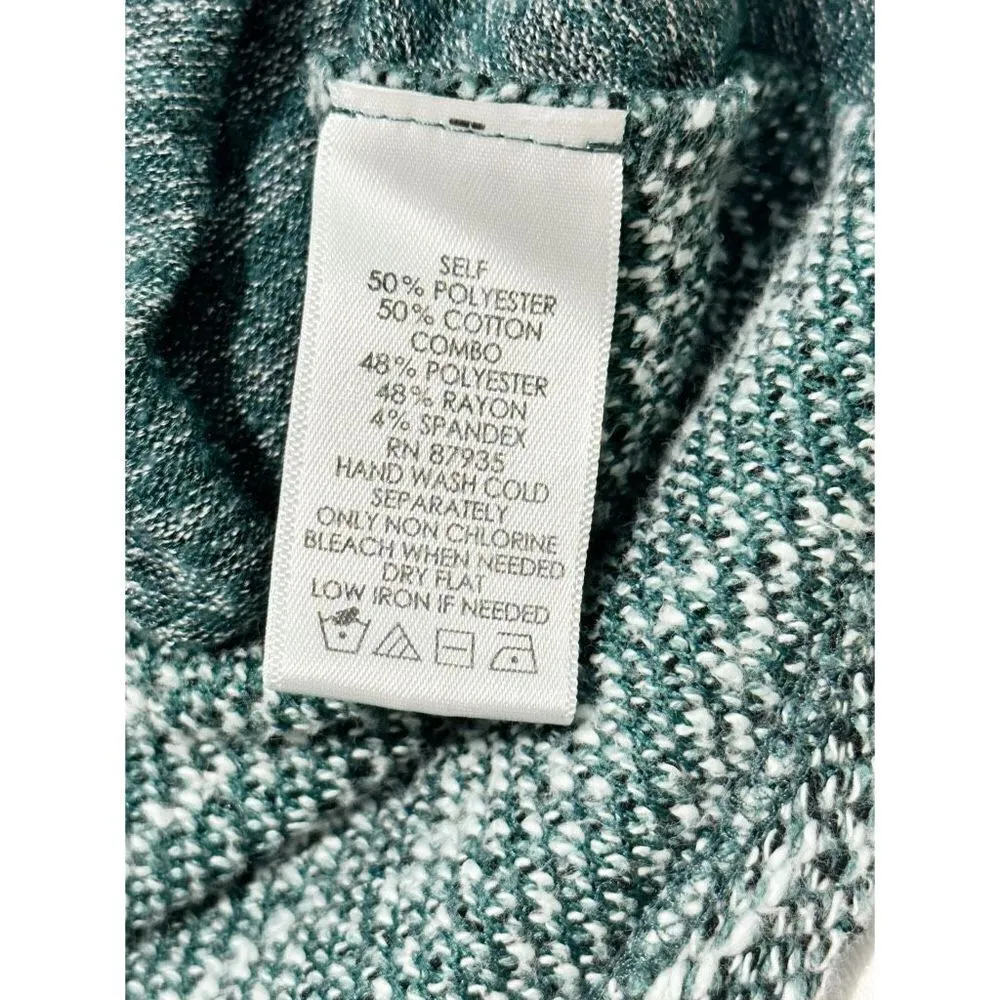 SELF
50% POLYESTER
50% COTTON
COMBO
48% POLYESTER
48% RAYON
4% SPANDEX
RN 87935
HAND WASH COLD
SEPARATELY
ONLY NON CHLORINE
BLEACH WHEN NEEDED
DRY FLAT
LOW IRON IF NEEDED